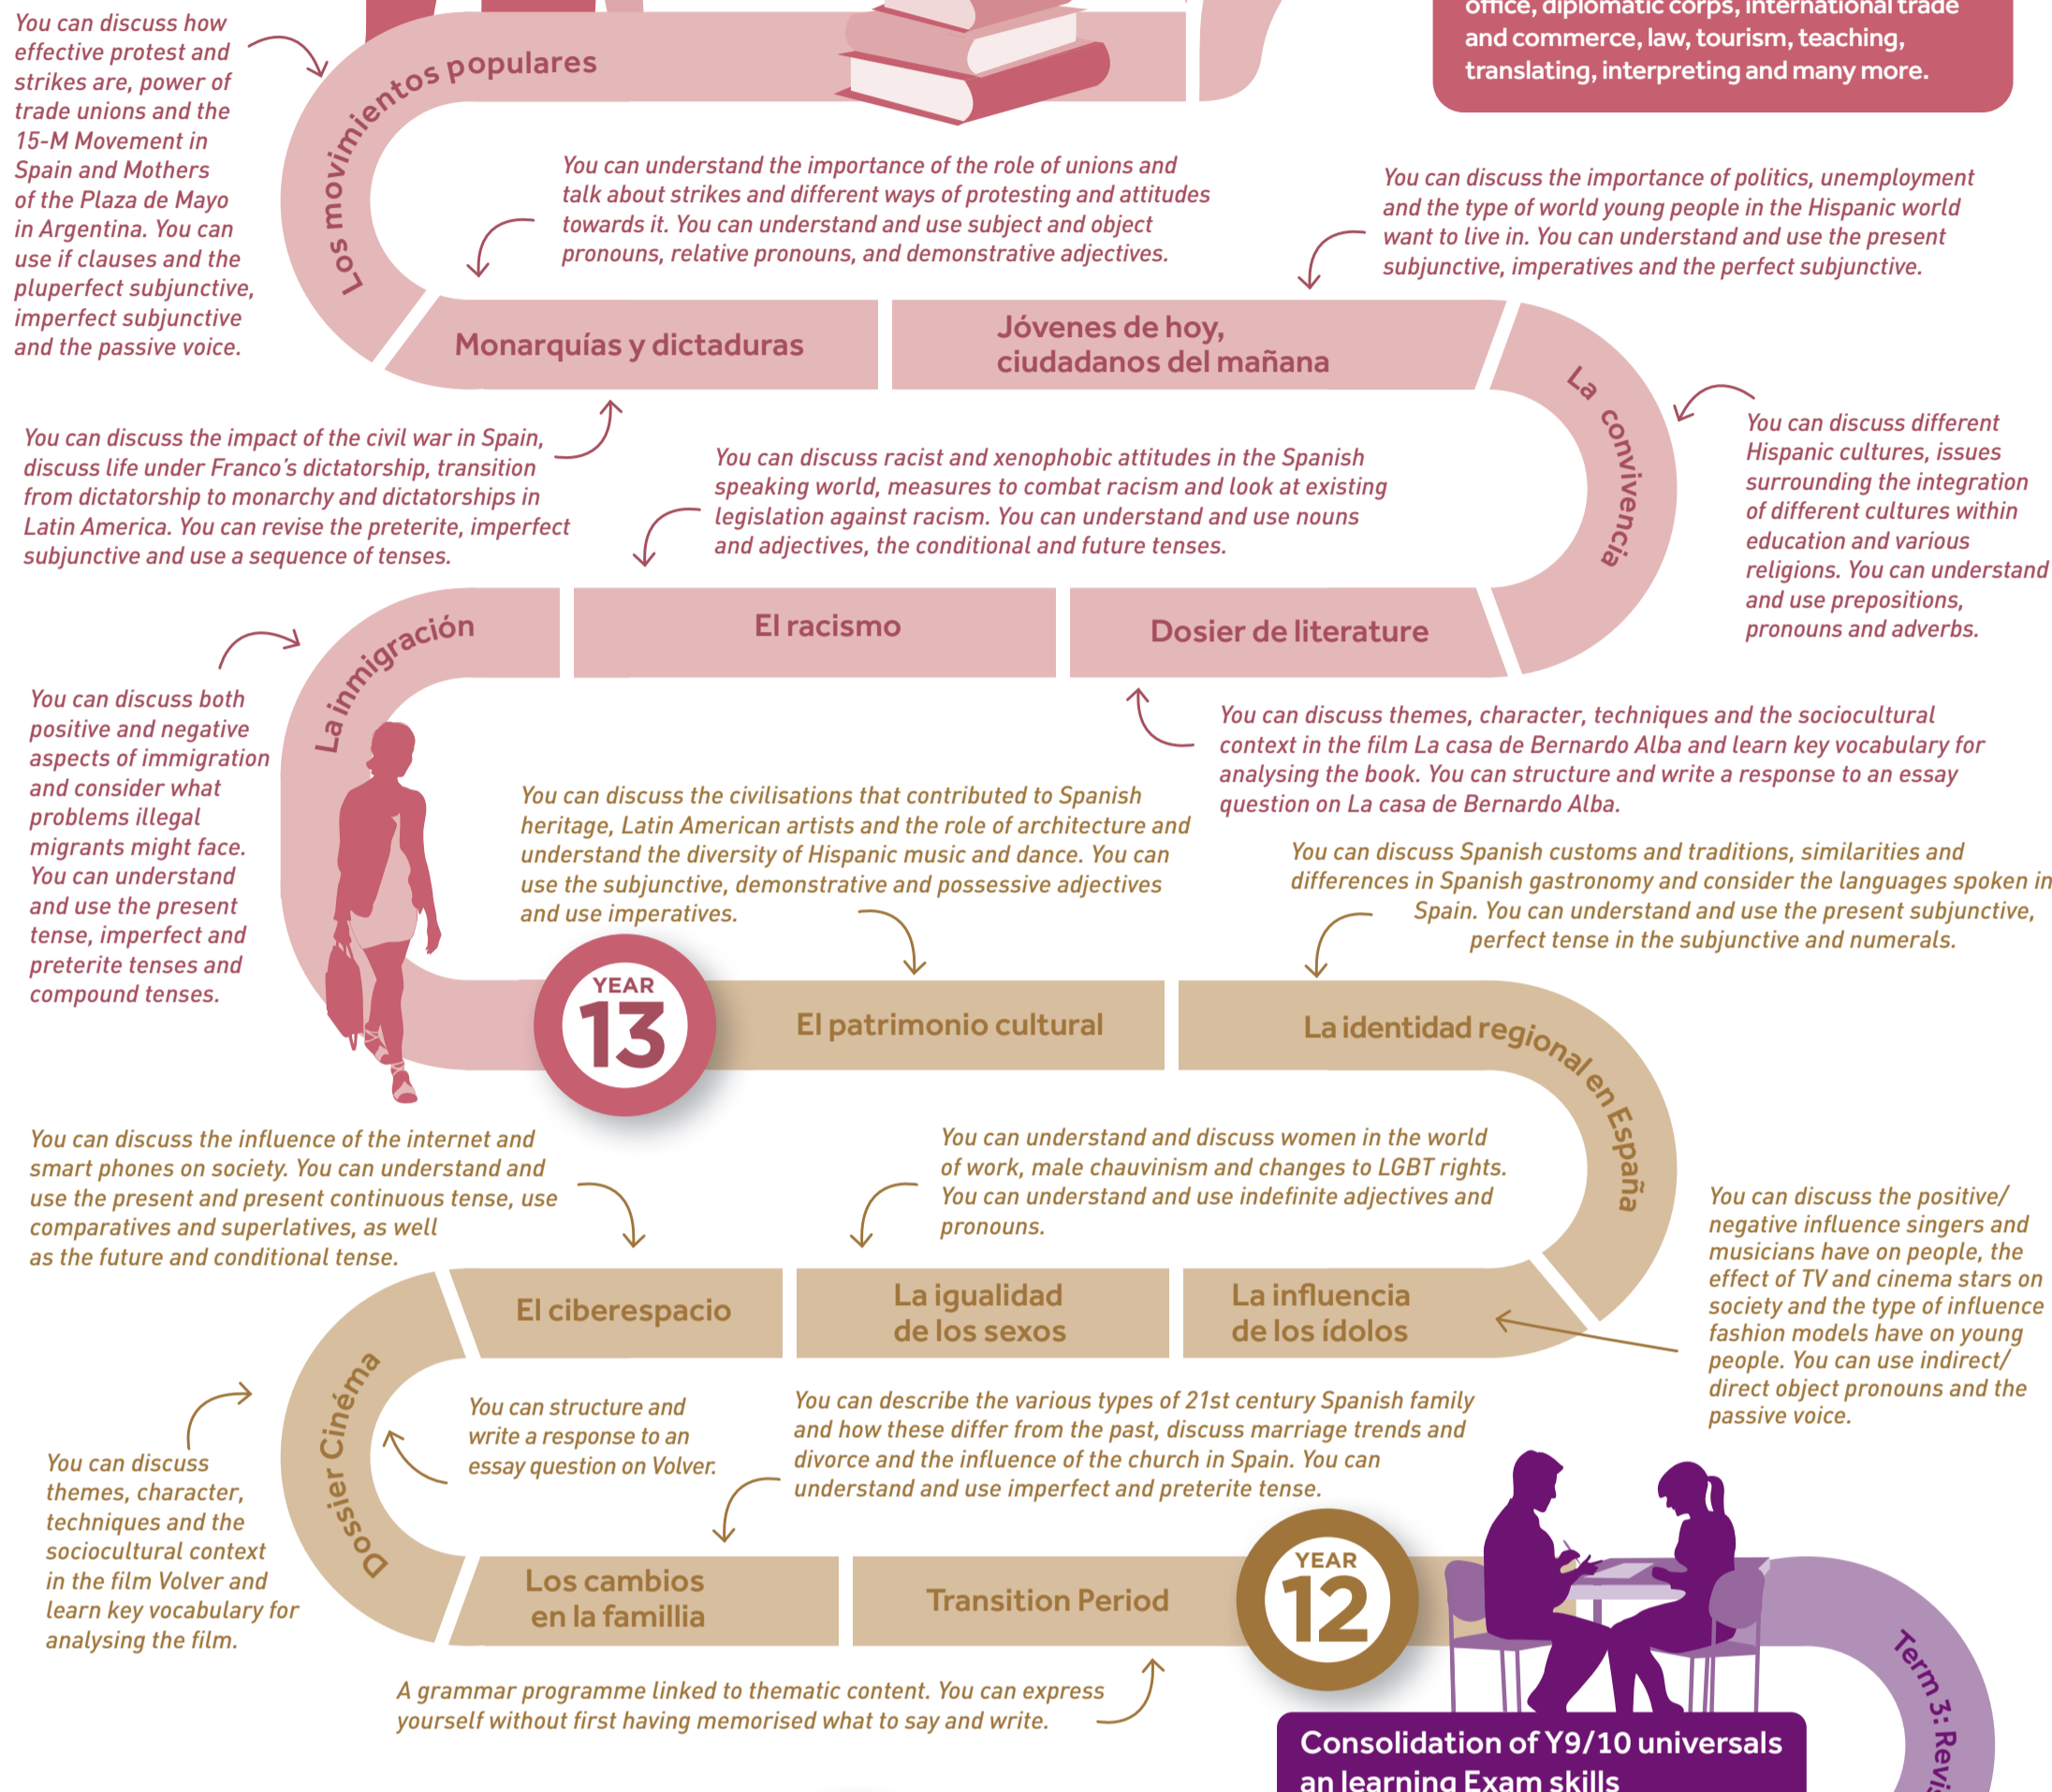 You can discuss how
effective protest and
strikes are, power of
trade unions and the
15-M Movement in
Spain and Mothers
of the Plaza de Mayo
in Argentina. You can
use if clauses and the
pluperfect subjunctive,
imperfect subjunctive
and the passive voice.
Los movimientos populares
office, diplomatic corps, international trade
and commerce, law, tourism, teaching,
translating, interpreting and many more.
You can understand the importance of the role of unions and
talk about strikes and different ways of protesting and attitudes
towards it. You can understand and use subject and object
pronouns, relative pronouns, and demonstrative adjectives.
You can discuss the importance of politics, unemployment
and the type of world young people in the Hispanic world
want to live in. You can understand and use the present
subjunctive, imperatives and the perfect subjunctive.
Monarquías y dictaduras
Jóvenes de hoy,
ciudadanos del mañana
La convivencia
You can discuss the impact of the civil war in Spain,
discuss life under Franco's dictatorship, transition
from dictatorship to monarchy and dictatorships in
Latin America. You can revise the preterite, imperfect
subjunctive and use a sequence of tenses.
You can discuss racist and xenophobic attitudes in the Spanish
speaking world, measures to combat racism and look at existing
legislation against racism. You can understand and use nouns
and adjectives, the conditional and future tenses.
You can discuss different
Hispanic cultures, issues
surrounding the integration
of different cultures within
education and various
religions. You can understand
and use prepositions,
pronouns and adverbs.
La inmigración
El racismo
Dosier de literature
You can discuss both
positive and negative
aspects of immigration
and consider what
problems illegal
migrants might face.
You can understand
and use the present
tense, imperfect and
preterite tenses and
compound tenses.
You can discuss themes, character, techniques and the sociocultural
context in the film La casa de Bernardo Alba and learn key vocabulary for
analysing the book. You can structure and write a response to an essay
question on La casa de Bernardo Alba.
You can discuss the civilisations that contributed to Spanish
heritage, Latin American artists and the role of architecture and
understand the diversity of Hispanic music and dance. You can
use the subjunctive, demonstrative and possessive adjectives
and use imperatives.
You can discuss Spanish customs and traditions, similarities and
differences in Spanish gastronomy and consider the languages spoken in
Spain. You can understand and use the present subjunctive,
perfect tense in the subjunctive and numerals.
YEAR
13
El patrimonio cultural
La identidad regional en España
You can discuss the influence of the internet and
smart phones on society. You can understand and
use the present and present continuous tense, use
comparatives and superlatives, as well
as the future and conditional tense.
You can understand and discuss women in the world
of work, male chauvinism and changes to LGBT rights.
You can understand and use indefinite adjectives and
pronouns.
You can discuss the positive/
negative influence singers and
musicians have on people, the
effect of TV and cinema stars on
society and the type of influence
fashion models have on young
people. You can use indirect/
direct object pronouns and the
passive voice.
El ciberespacio
La igualidad
de los sexos
La influencia
de los ídolos
Dossier Cinéma
You can discuss
themes, character,
techniques and the
sociocultural context
in the film Volver and
learn key vocabulary for
analysing the film.
You can structure and
write a response to an
essay question on Volver.
You can describe the various types of 21st century Spanish family
and how these differ from the past, discuss marriage trends and
divorce and the influence of the church in Spain. You can
understand and use imperfect and preterite tense.
Los cambios
en la famillia
Transition Period
YEAR
12
A grammar programme linked to thematic content. You can express
yourself without first having memorised what to say and write.
Term 3:
Consolidation of Y9/10 universals
an learning Exam skills